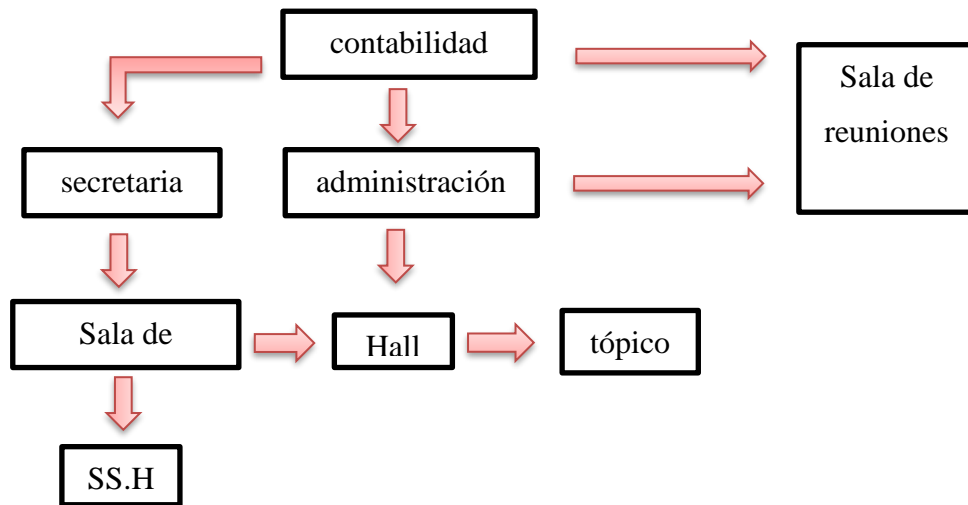 contabilidad
Sala de
reuniones
secretaria
administración
Sala de
Hall
tópico
SS.H